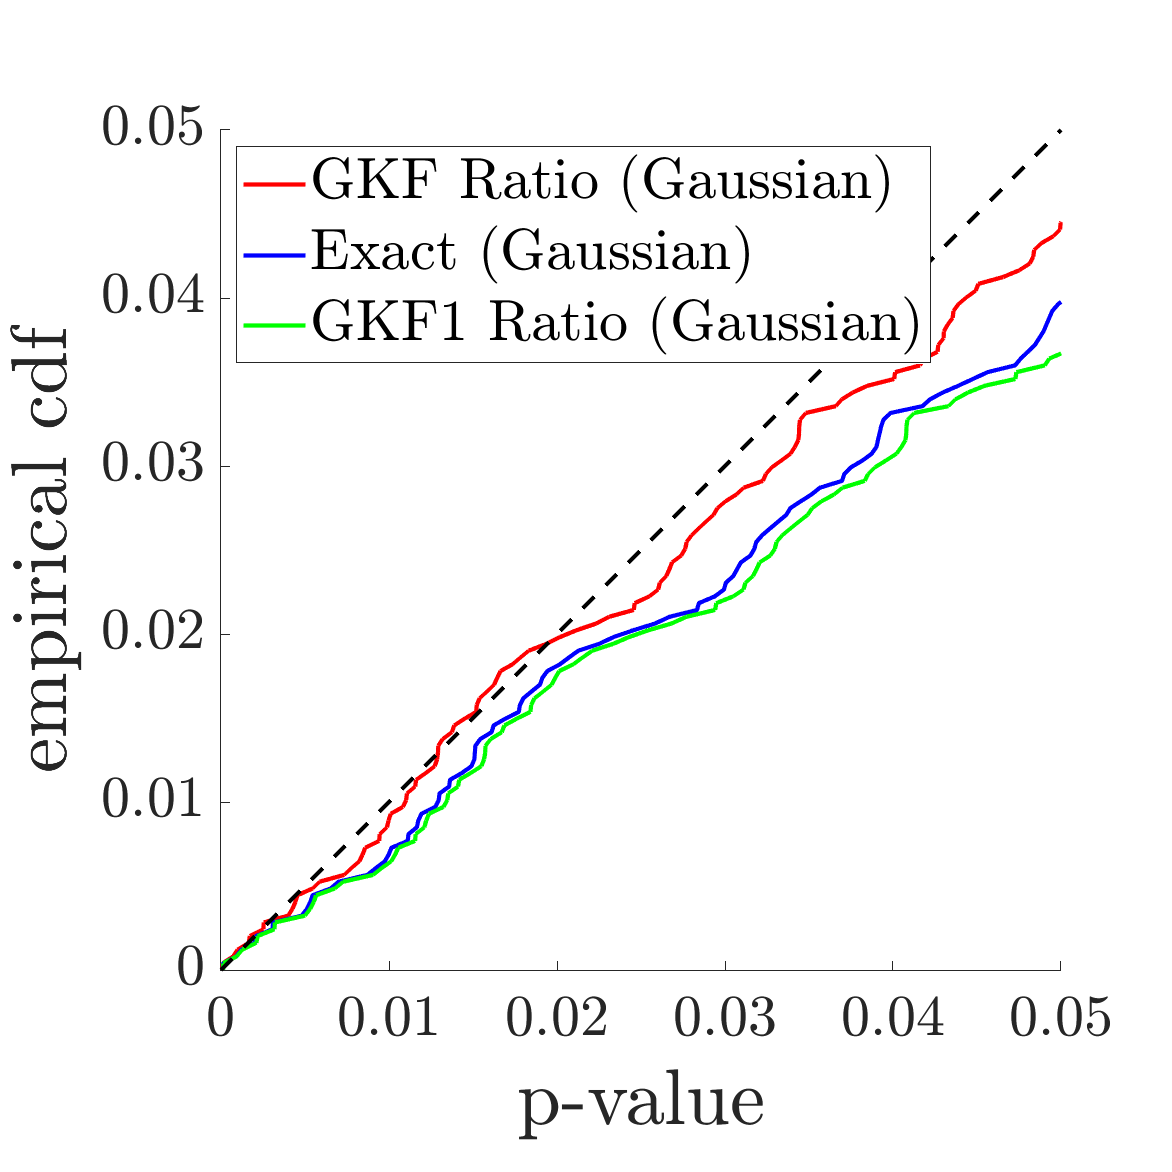 0.05
GKF Ratio (Gaussian)
Exact (Gaussian)
GKF1 Ratio (Gaussian)
0.04
0.03
0.02
0.01
0
empirical cdf
0 0.01 0.02 0.03 0.04 0.05
p-value